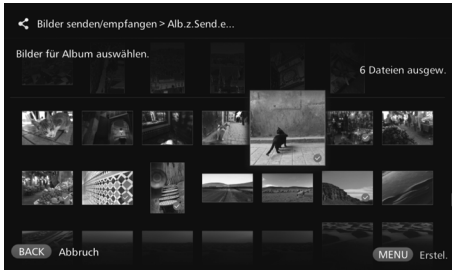 Bilder senden/empfangen > Alb.z.Send.e...
Bilder für Album auswählen.
6 Dateien ausgew.
BACK Abbruch
MENU Erstel.